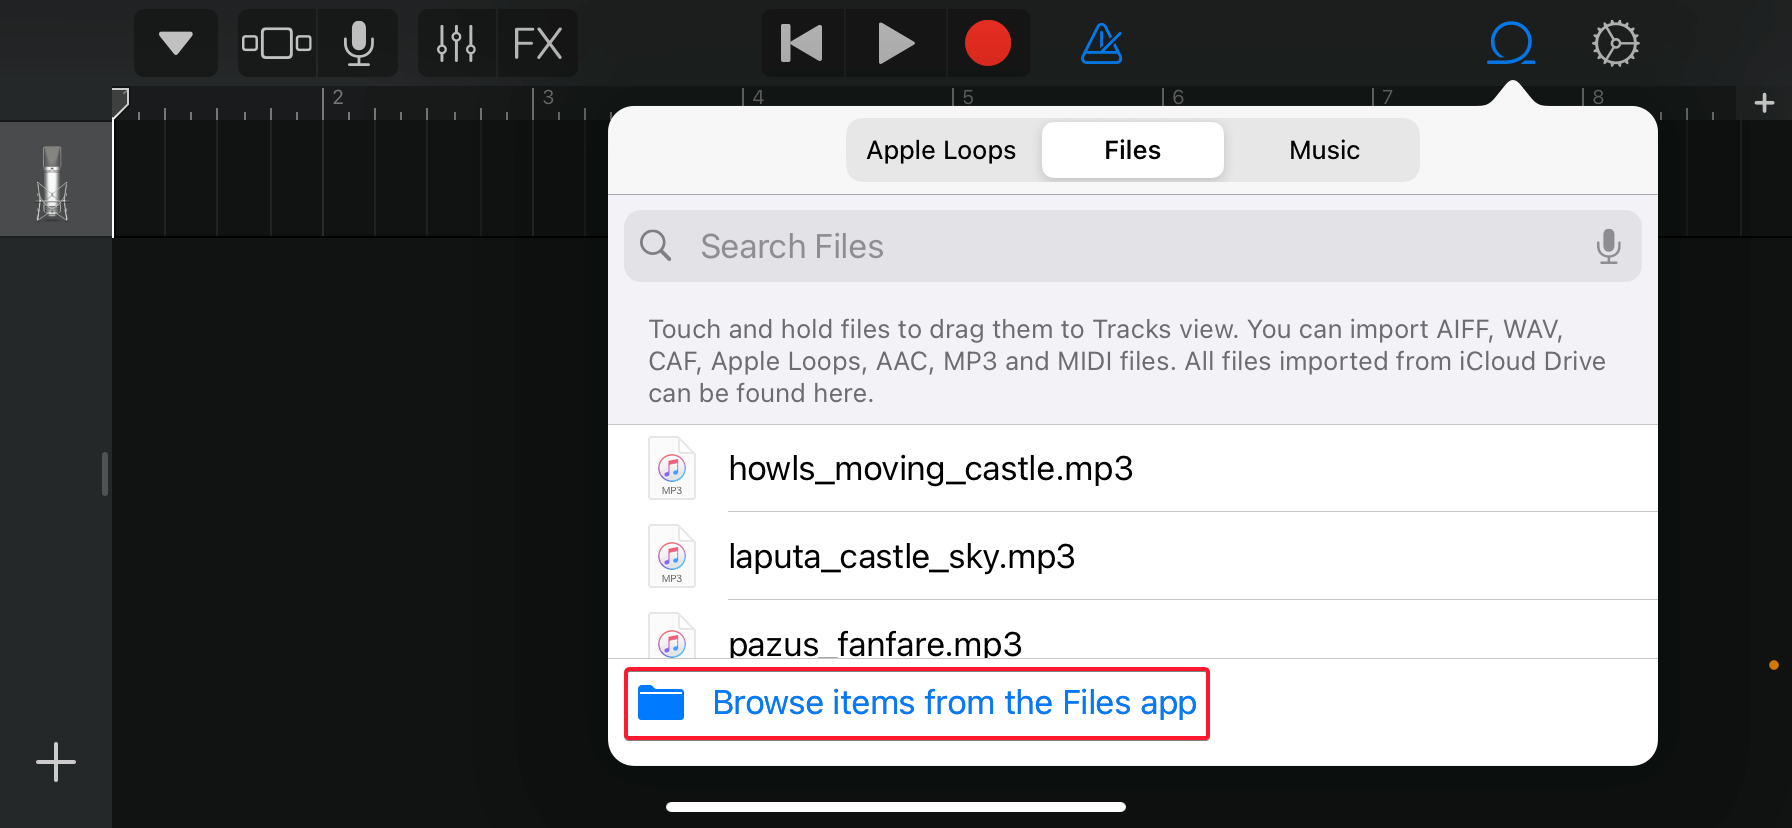 FX
1 2 3 4 5 6 7 8
Apple Loops Files Music
Search Files
Touch and hold files to drag them to Tracks view. You can import AIFF, WAV,
CAF, Apple Loops, AAC, MP3 and MIDI files. All files imported from iCloud Drive
can be found here.
MP3 howls_moving_castle.mp3
MP3 laputa_castle_sky.mp3
pazus_fanfare.mp3
Browse items from the Files app